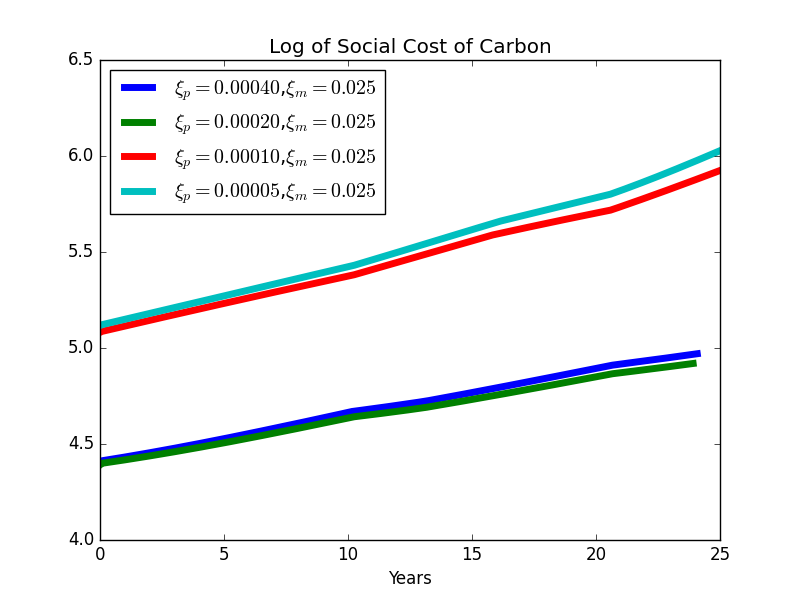 Log of Social Cost of Carbon
6.5
6.0
5.5
5.0
4.5
4.0
ξₚ = 0.00040,ξₘ = 0.025
ξₚ = 0.00020,ξₘ = 0.025
ξₚ = 0.00010,ξₘ = 0.025
ξₚ = 0.00005,ξₘ = 0.025
0 5 10 15 20 25
Years